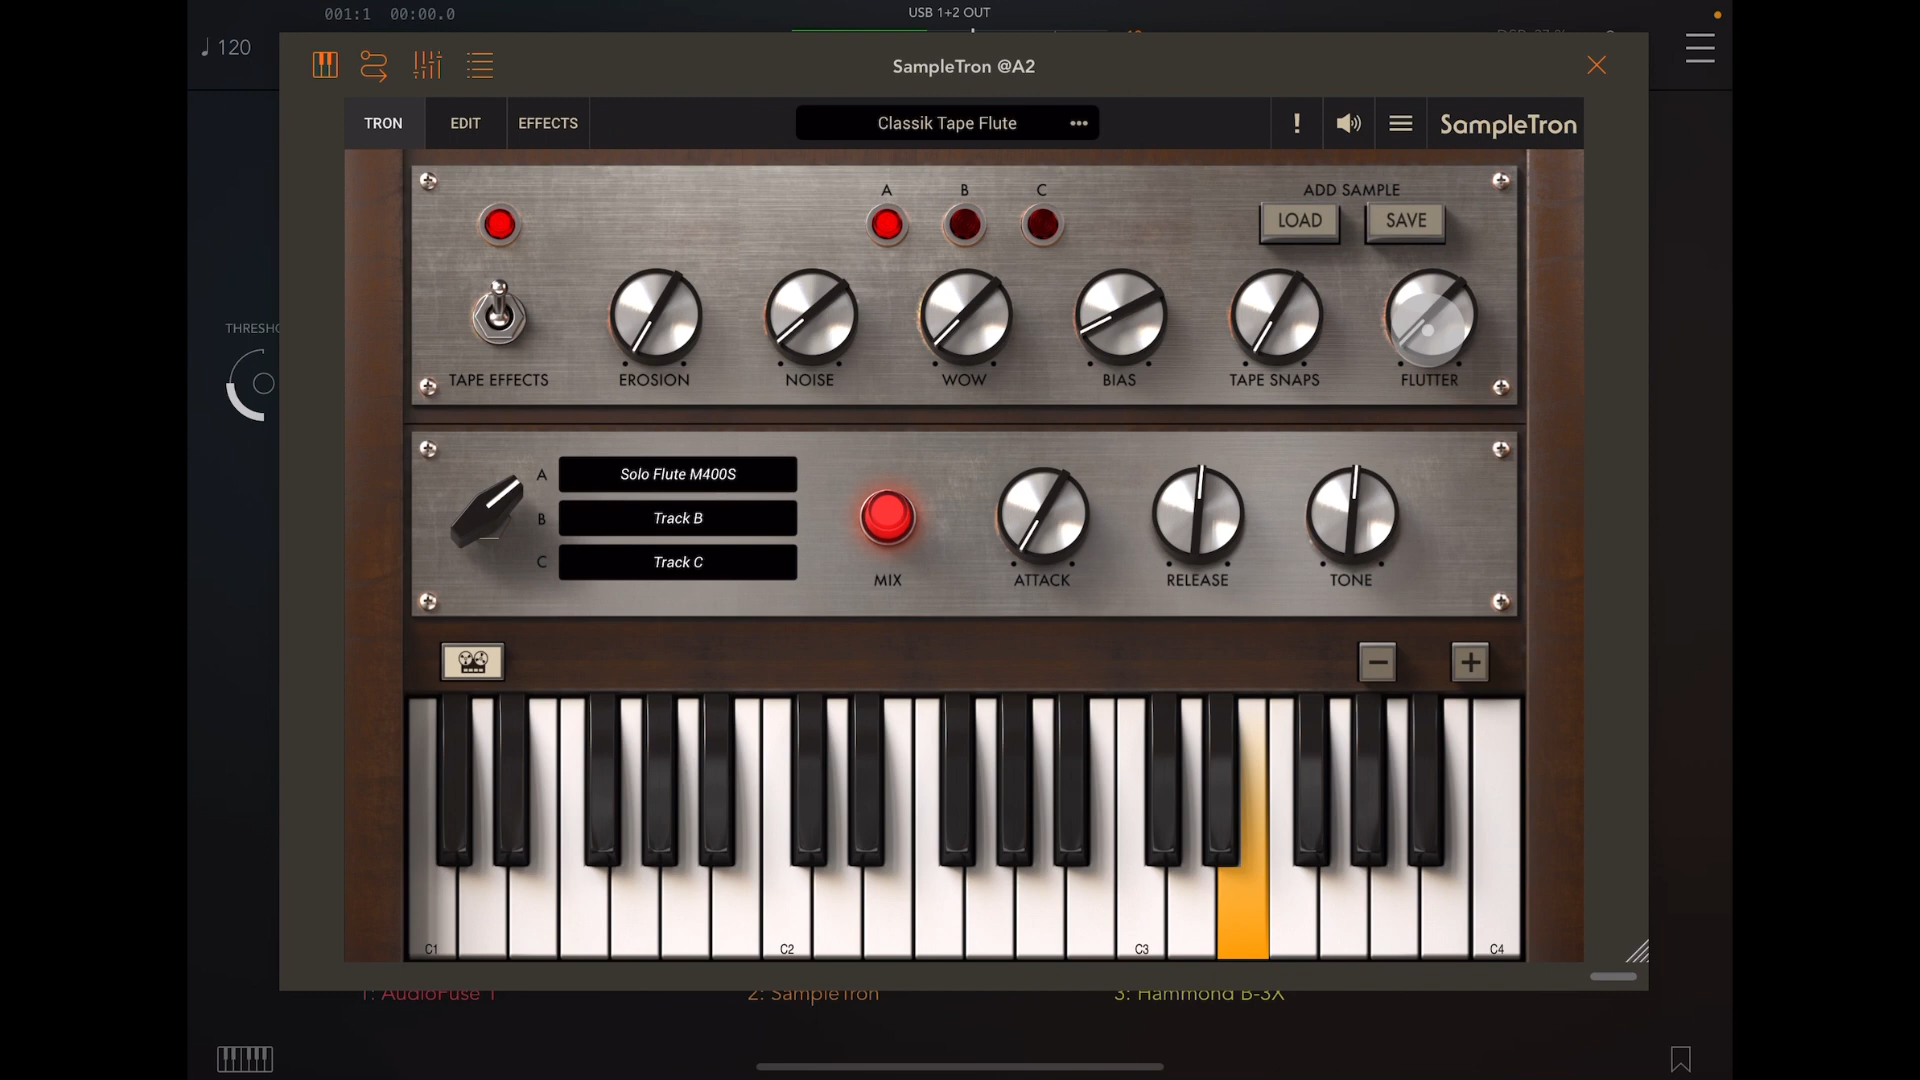 001:1 00:00.0
USB 1+2 OUT
120
SampleTron @A2
TRON
EDIT
EFFECTS
Classik Tape Flute
•••
!
SampleTron
A
B
C
ADD SAMPLE
LOAD
SAVE
TAPE EFFECTS
EROSION
NOISE
WOW
BIAS
TAPE SNAPS
FLUTTER
A
Solo Flute M400S
B
Track B
C
Track C
MIX
ATTACK
RELEASE
TONE
−
+
C1
C2
C3
C4
1: AudioFuse 1
2: SampleTron
3: Hammond B-3X